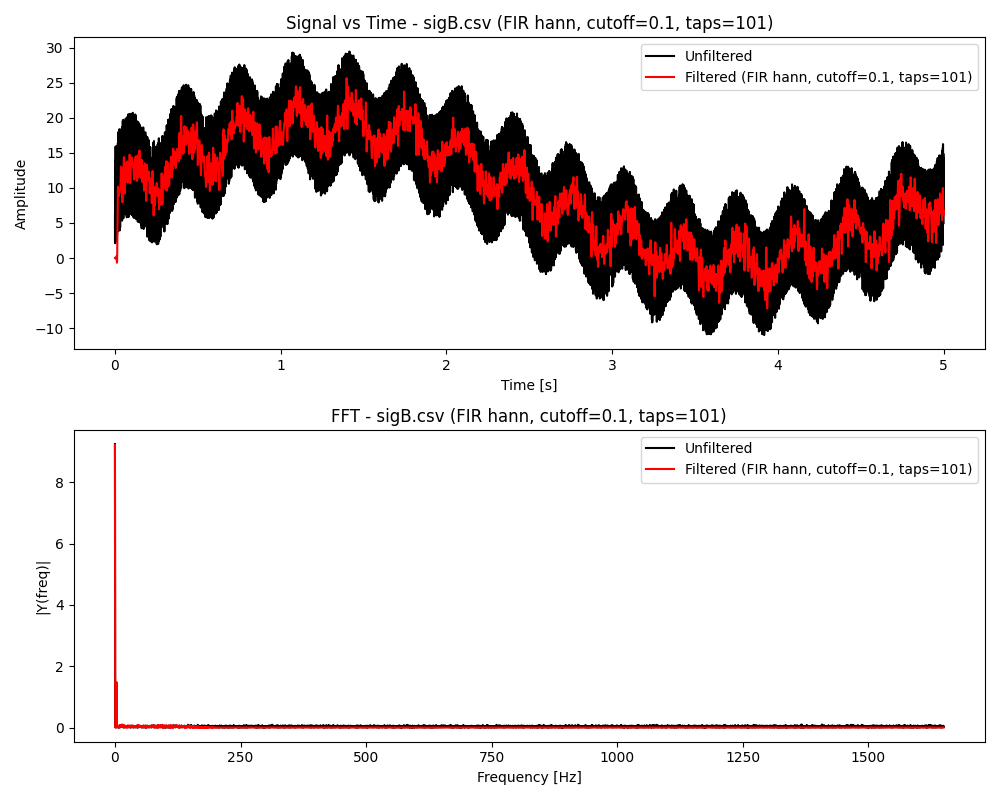 Signal vs Time - sigB.csv (FIR hann, cutoff=0.1, taps=101)
Unfiltered
Filtered (FIR hann, cutoff=0.1, taps=101)
Amplitude
30
25
20
15
10
5
0
−5
−10
0 1 2 3 4 5
Time [s]
FFT - sigB.csv (FIR hann, cutoff=0.1, taps=101)
Unfiltered
Filtered (FIR hann, cutoff=0.1, taps=101)
|Y(freq)|
8
6
4
2
0
0 250 500 750 1000 1250 1500
Frequency [Hz]